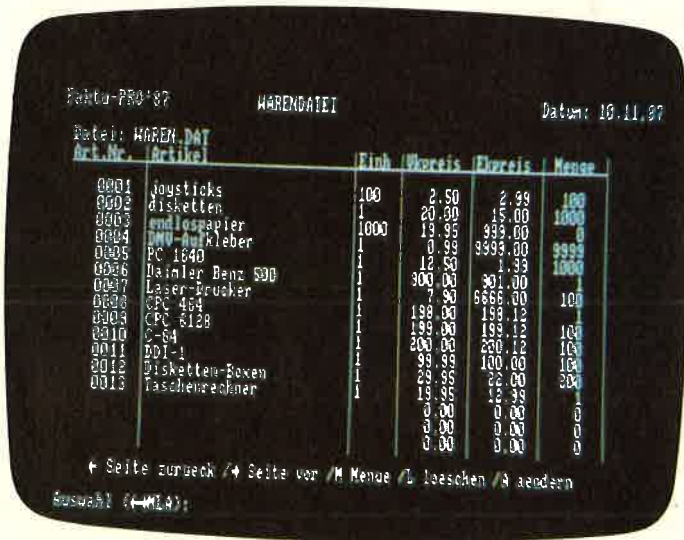 Fakto-PRO'87 WARENDATEI Datum: 10.11.87
Datei: WAREN.DAT
Art.Nr. Artikel Einh Vkpreis Ekpreis Menge
0001 Joysticks 100 2.50 2.99 100
0002 disketten 1 20.00 15.00 1000
0003 endlospapier 1000 19.95 999.00 0
0004 DMV-Aufkleber 1 0.99 9999.00 9999
0005 PC 1640 1 12.50 1.99 1000
0006 Daimler Benz 500 1 900.00 901.00 1
0007 Laser-Drucker 1 7.90 6666.00 100
0008 CPC 464 1 198.00 198.12 1
0009 CPC 6128 1 199.00 199.12 100
0010 C-64 1 200.00 200.12 100
0011 DDI-1 1 99.99 100.00 100
0012 Disketten-Boxen 1 29.95 22.00 200
0013 Taschenrechner 1 19.95 12.99 1
0.00 0.00 0
0.00 0.00 0
0.00 0.00 0
← Seite zurueck /→ Seite vor /M Menue /L loeschen /A aendern
Auswahl (↔MLA):